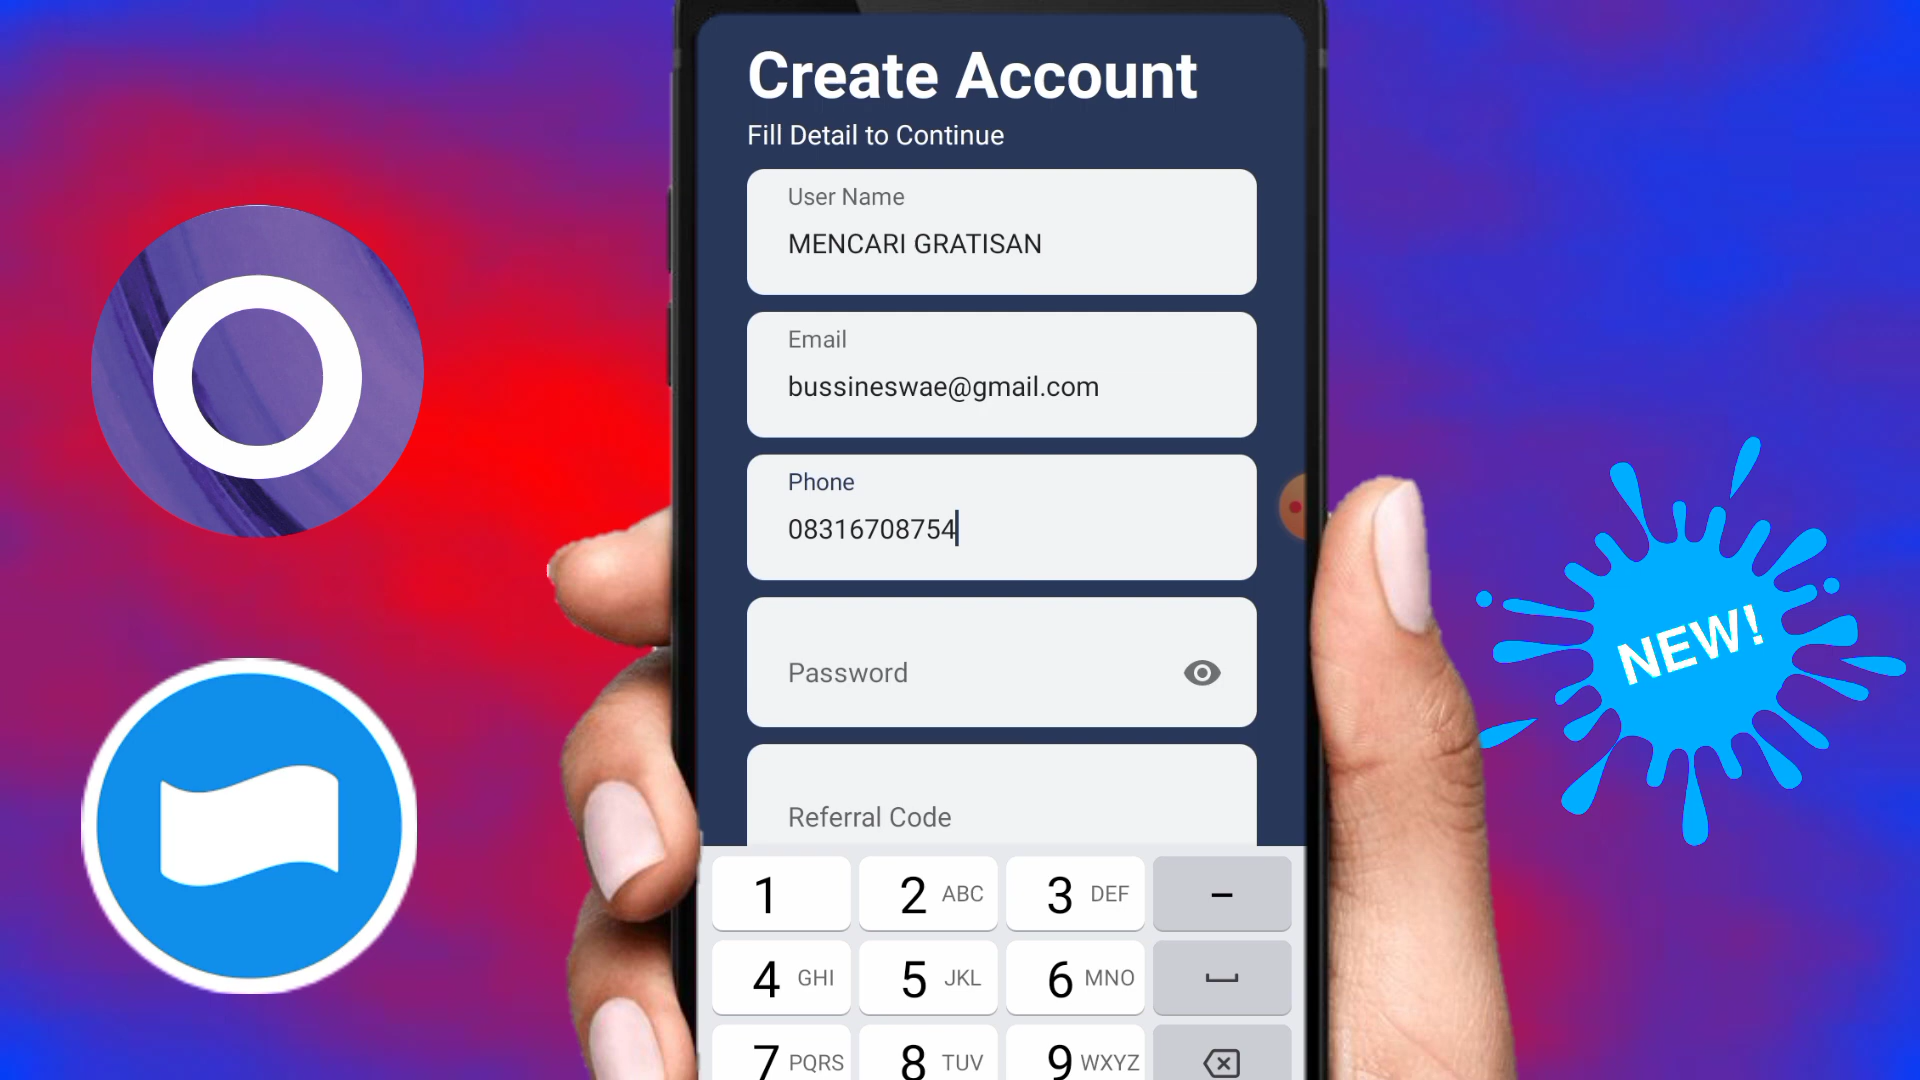 Create Account
Fill Detail to Continue
User Name
MENCARI GRATISAN
Email
bussineswae@gmail.com
Phone
08316708754
Password
Referral Code
NEW!
1
2 ABC
3 DEF
–
4 GHI
5 JKL
6 MNO
7 PQRS
8 TUV
9 WXYZ